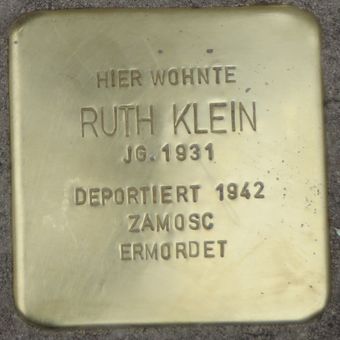 HIER WOHNTE
RUTH KLEIN
JG. 1931
DEPORTIERT 1942
ZAMOSC
ERMORDET